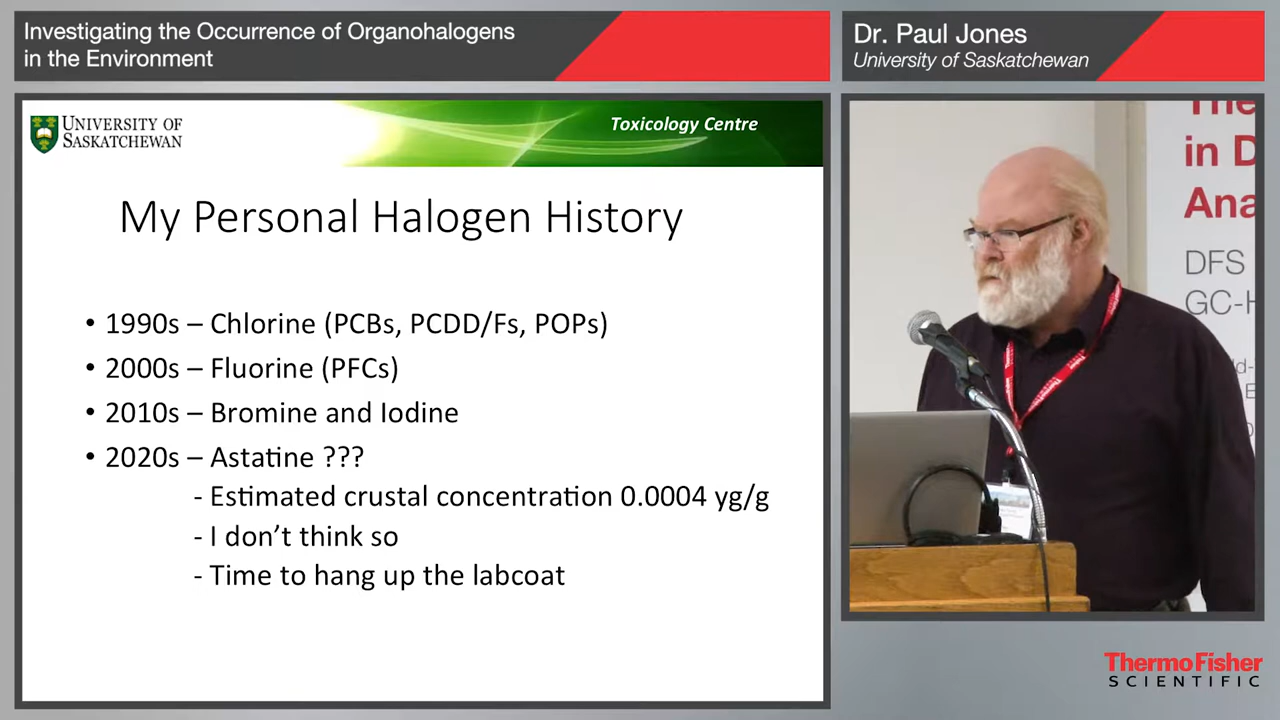 Investigating the Occurrence of Organohalogens
in the Environment
Dr. Paul Jones
University of Saskatchewan
UNIVERSITY OF
SASKATCHEWAN
Toxicology Centre
My Personal Halogen History
• 1990s – Chlorine (PCBs, PCDD/Fs, POPs)
• 2000s – Fluorine (PFCs)
• 2010s – Bromine and Iodine
• 2020s – Astatine ???
- Estimated crustal concentration 0.0004 yg/g
- I don’t think so
- Time to hang up the labcoat
in D
Ana
DFS
GC-H
ThermoFisher
SCIENTIFIC